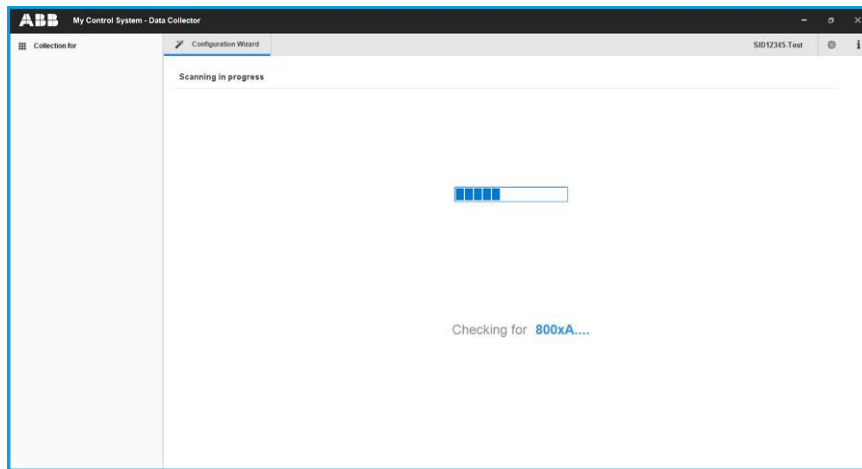 ABB My Control System - Data Collector
Collection for
Configuration Wizard
SID12345-Test
Scanning in progress
Checking for 800xA....